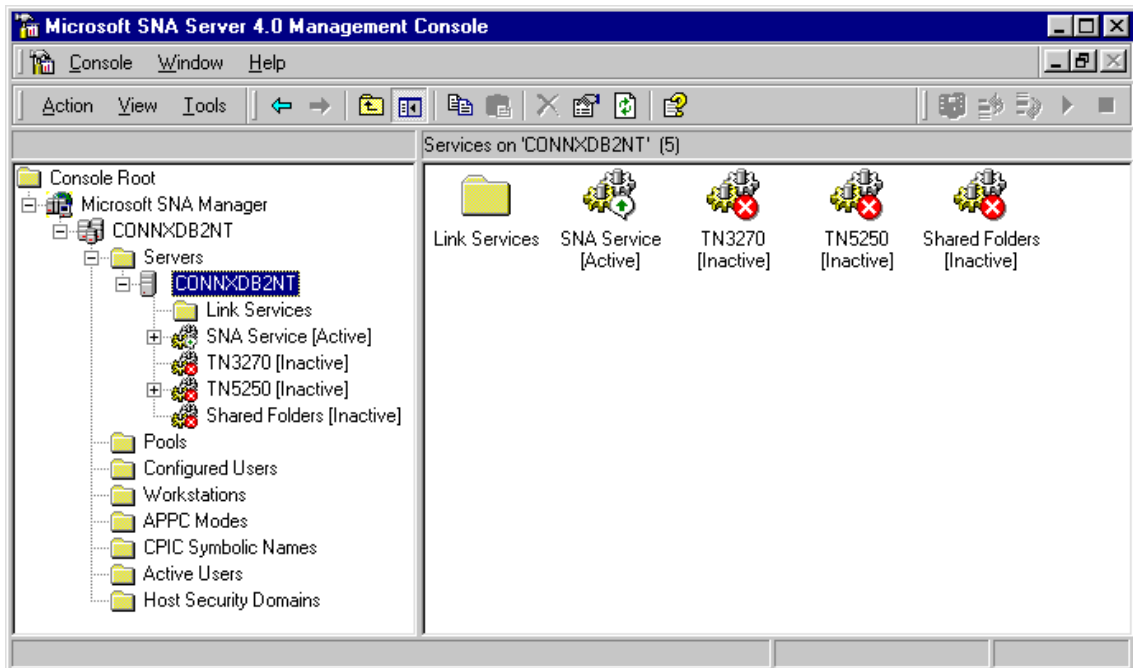 Microsoft SNA Server 4.0 Management Console
Console Window Help
Action View Tools
Services on 'CONNXDB2NT' (5)
Console Root
Microsoft SNA Manager
CONNXDB2NT
Servers
CONNXDB2NT
Link Services
SNA Service [Active]
TN3270 [Inactive]
TN5250 [Inactive]
Shared Folders [Inactive]
Pools
Configured Users
Workstations
APPC Modes
CPIC Symbolic Names
Active Users
Host Security Domains
Link Services SNA Service TN3270 TN5250 Shared Folders
[Active] [Inactive] [Inactive] [Inactive]